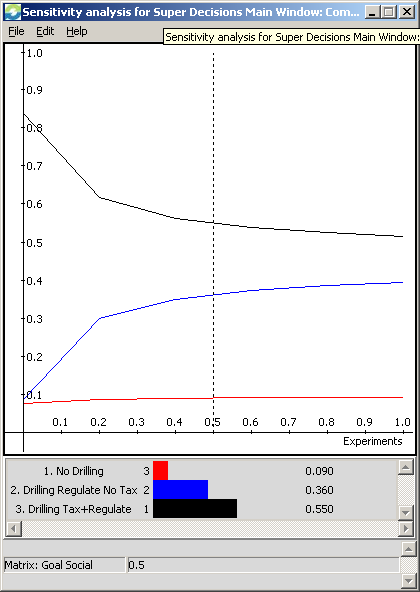 Sensitivity analysis for Super Decisions Main Window: Com...
File Edit Help
Sensitivity analysis for Super Decisions Main Window:
1.0
0.9
0.8
0.7
0.6
0.5
0.4
0.3
0.2
0.1
0.1 0.2 0.3 0.4 0.5 0.6 0.7 0.8 0.9 1.0
Experiments
1. No Drilling 3 0.090
2. Drilling Regulate No Tax 2 0.360
3. Drilling Tax+Regulate 1 0.550
Matrix: Goal Social 0.5